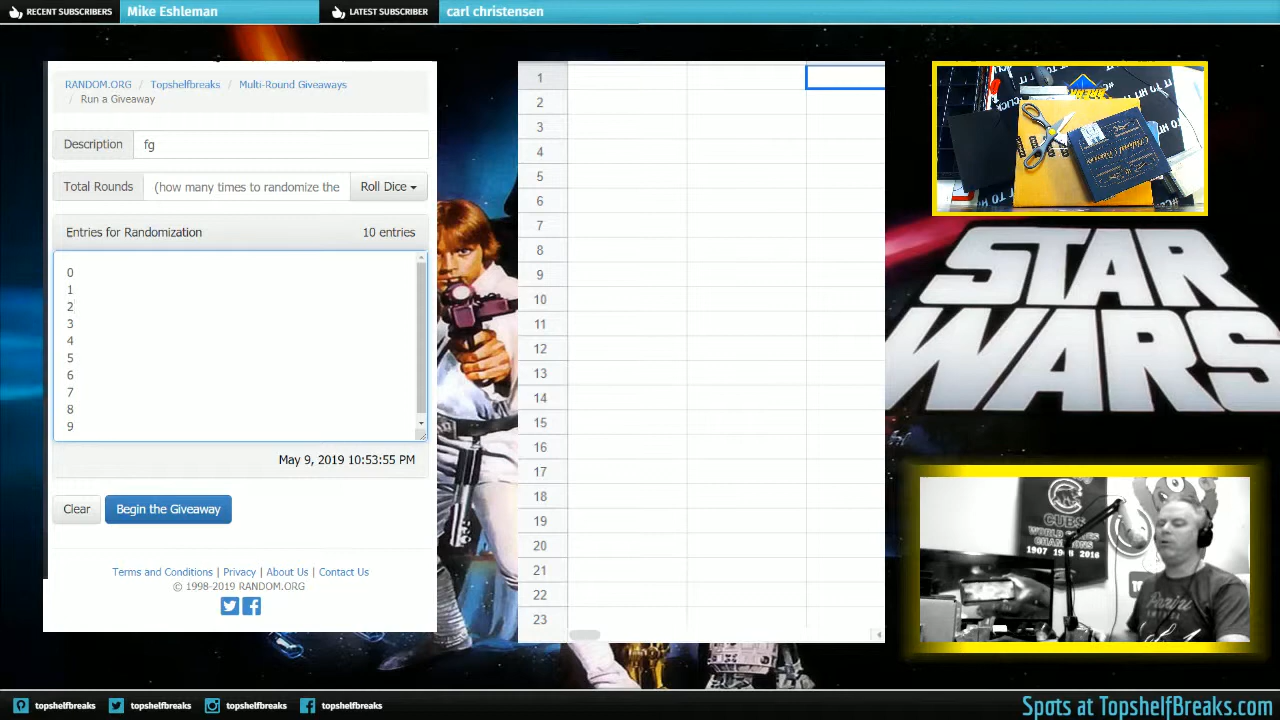 RECENT SUBSCRIBERS Mike Eshleman LATEST SUBSCRIBER carl christensen
RANDOM.ORG / Topshelfbreaks / Multi-Round Giveaways
/ Run a Giveaway
Description fg
Total Rounds (how many times to randomize the Roll Dice
Entries for Randomization 10 entries
0
1
2
3
4
5
6
7
8
9
May 9, 2019 10:53:55 PM
Clear Begin the Giveaway
Terms and Conditions | Privacy | About Us | Contact Us
© 1998-2019 RANDOM.ORG
1
2
3
4
5
6
7
8
9
10
11
12
13
14
15
16
17
18
19
20
21
22
23
STAR
WARS
CUBS
WORLD SERIES
CHAMPIONS
1907 1908 2016
topshelfbreaks topshelfbreaks topshelfbreaks topshelfbreaks
Spots at TopshelfBreaks.com